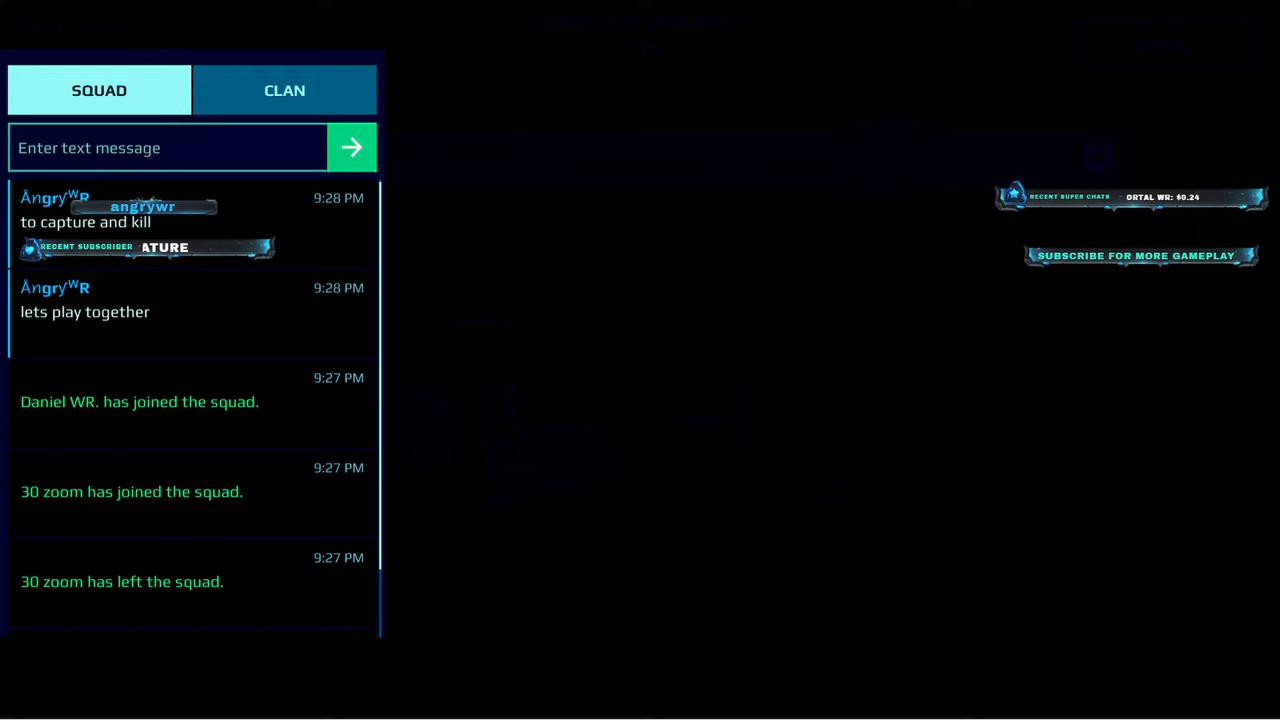 SQUAD
CLAN
Enter text message
ÅngryᵂR
9:28 PM
angrywr
to capture and kill
RECENT SUBSCRIBER ATURE
RECENT SUPER CHATS ORTAL WR: $0.24
SUBSCRIBE FOR MORE GAMEPLAY
ÅngryᵂR
9:28 PM
lets play together
9:27 PM
Daniel WR. has joined the squad.
9:27 PM
30 zoom has joined the squad.
9:27 PM
30 zoom has left the squad.